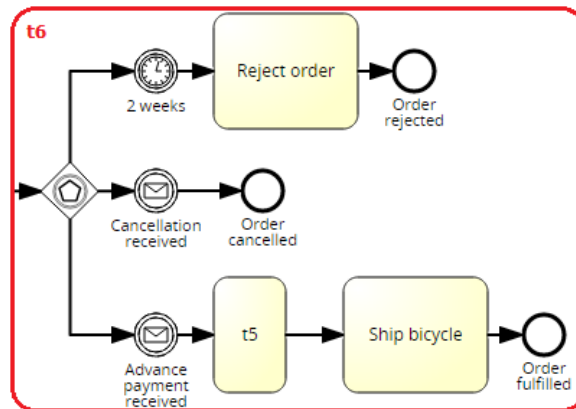 t6
Reject order
2 weeks
Order
rejected
Cancellation
received
Order
cancelled
t5
Ship bicycle
Advance
payment
received
Order
fulfilled